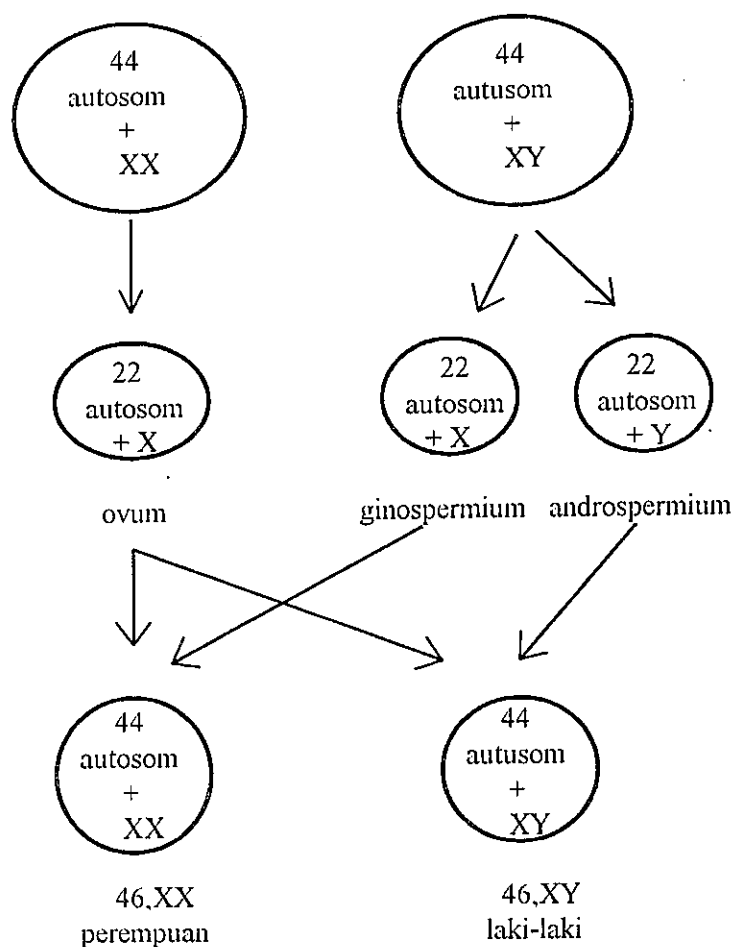 44
autosom
+
XX
44
autusom
+
XY
22
autosom
+ X
22
autosom
+ X
22
autosom
+ Y
ovum
ginospermium
androspermium
44
autosom
+
XX
44
autusom
+
XY
46,XX
perempuan
46,XY
laki-laki